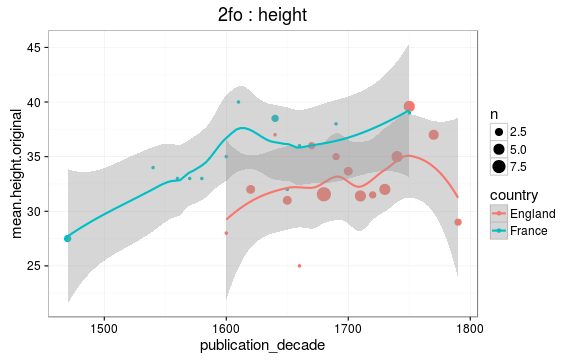 2fo : height
mean.height.original
45
40
35
30
25
1500
1600
1700
1800
publication_decade
n
2.5
5.0
7.5
country
England
France